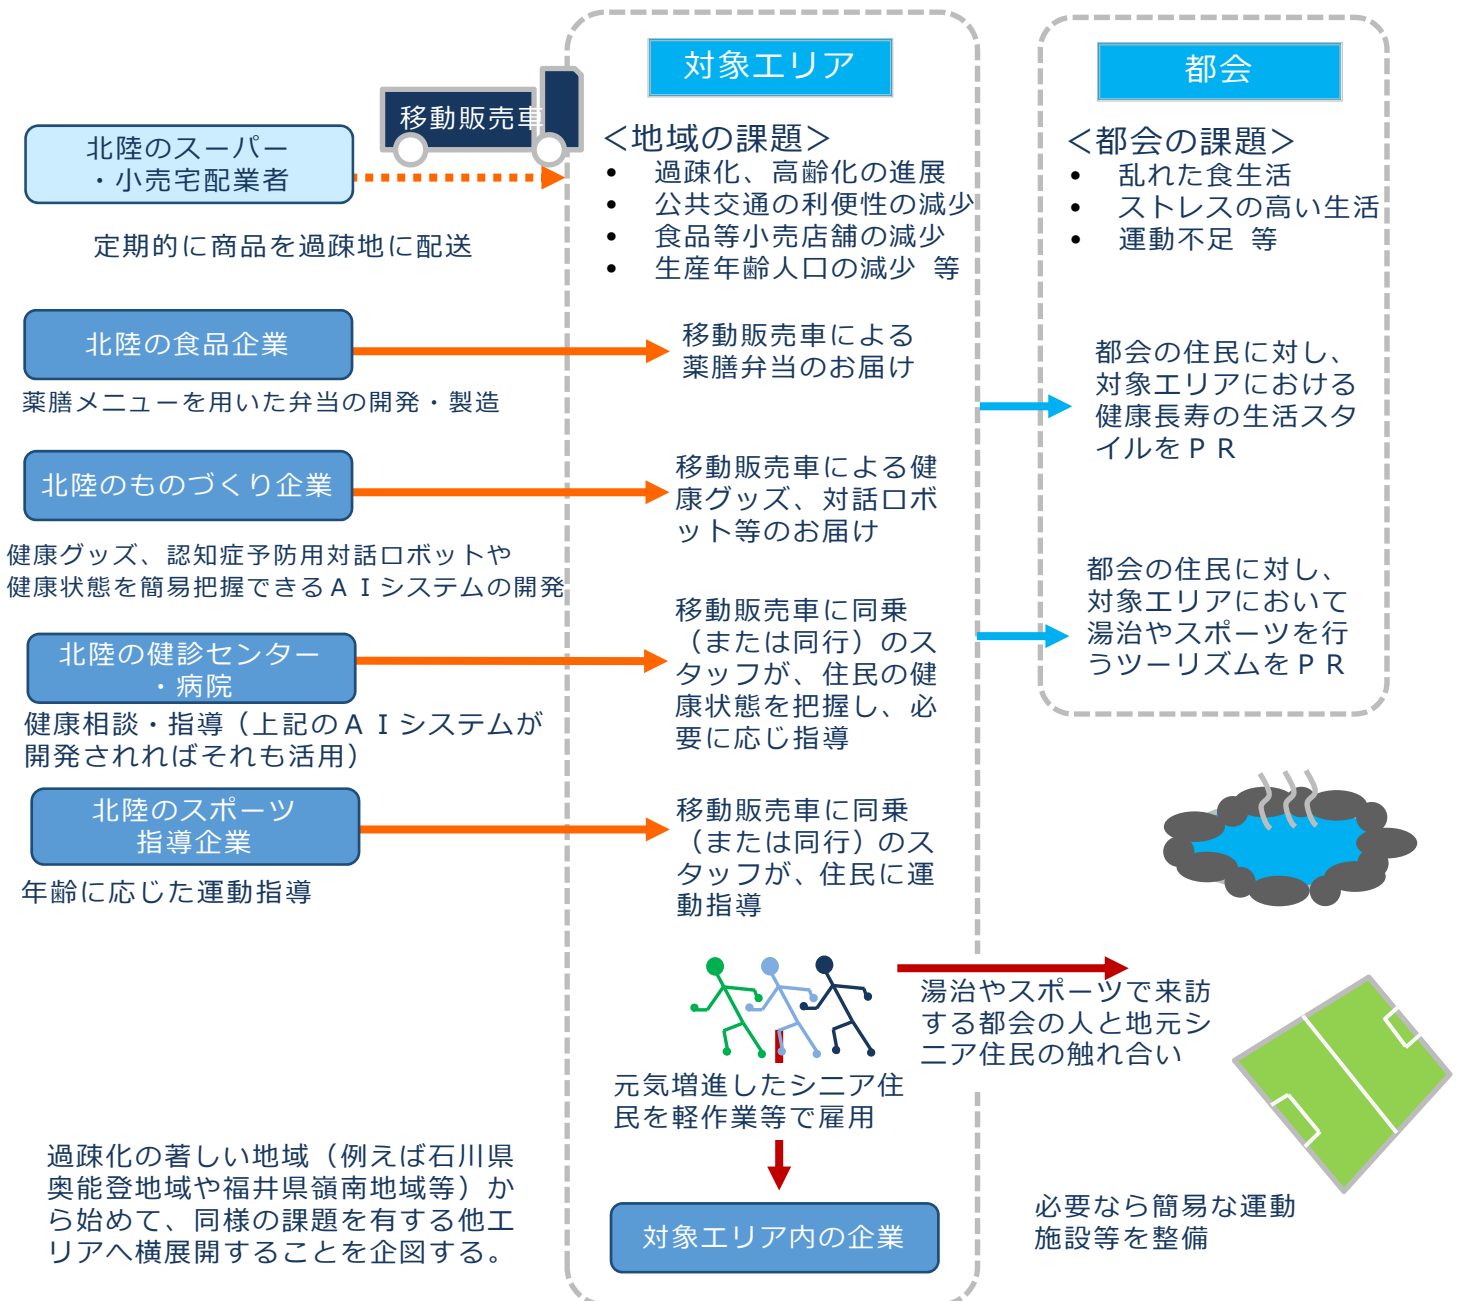 対象エリア
都会
移動販売車
北陸のスーパー
・小売宅配業者
定期的に商品を過疎地に配送
＜地域の課題＞
• 過疎化、高齢化の進展
• 公共交通の利便性の減少
• 食品等小売店舗の減少
• 生産年齢人口の減少 等
＜都会の課題＞
• 乱れた食生活
• ストレスの高い生活
• 運動不足 等
北陸の食品企業
薬膳メニューを用いた弁当の開発・製造
移動販売車による
薬膳弁当のお届け
都会の住民に対し、
対象エリアにおける
健康長寿の生活スタ
イルをＰＲ
北陸のものづくり企業
健康グッズ、認知症予防用対話ロボットや
健康状態を簡易把握できるＡＩシステムの開発
移動販売車による健
康グッズ、対話ロボ
ット等のお届け
都会の住民に対し、
対象エリアにおいて
湯治やスポーツを行
うツーリズムをＰＲ
北陸の健診センター
・病院
健康相談・指導（上記のＡＩシステムが
開発されればそれも活用）
移動販売車に同乗
（または同行）のス
タッフが、住民の健
康状態を把握し、必
要に応じ指導
北陸のスポーツ
指導企業
年齢に応じた運動指導
移動販売車に同乗
（または同行）のス
タッフが、住民に運
動指導
湯治やスポーツで来訪
する都会の人と地元シ
ニア住民の触れ合い
元気増進したシニア住
民を軽作業等で雇用
過疎化の著しい地域（例えば石川県
奥能登地域や福井県嶺南地域等）か
ら始めて、同様の課題を有する他エ
リアへ横展開することを企図する。
対象エリア内の企業
必要なら簡易な運動
施設等を整備